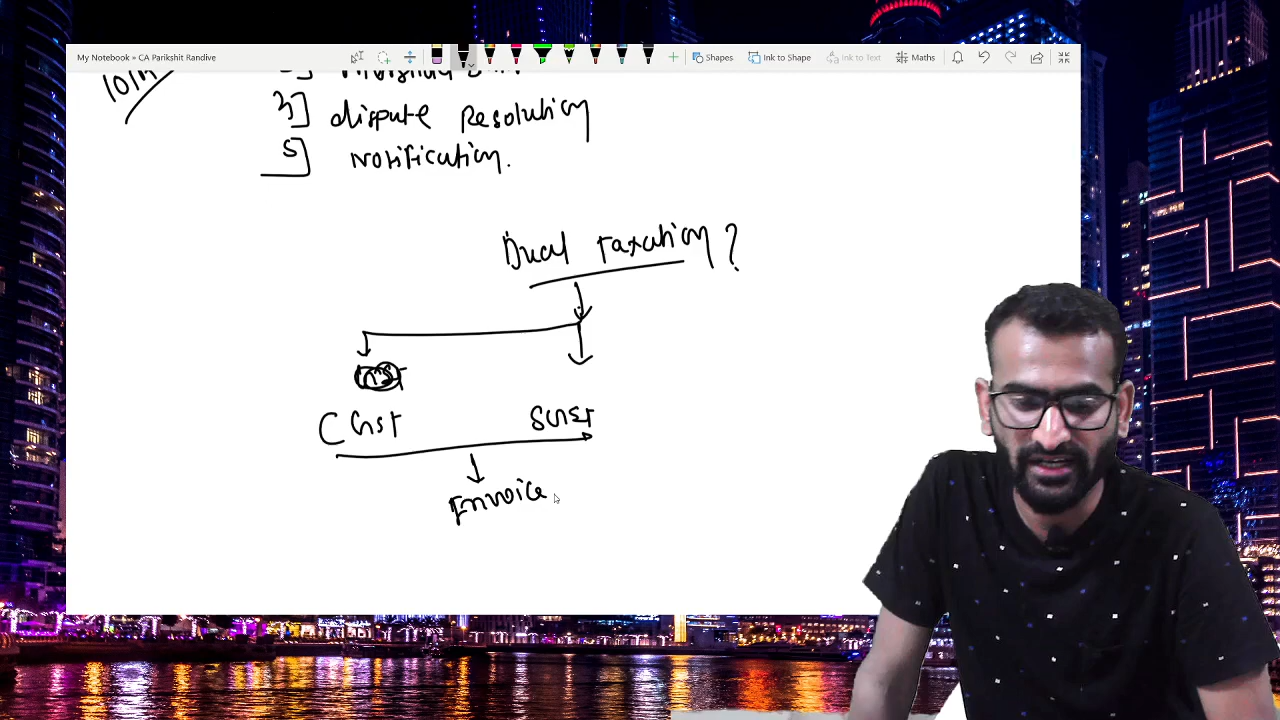 My Notebook » CA Parikshit Randive
Shapes
Ink to Shape
Ink to Text
Maths
10th
3] dispute Resolution
5] Notification.
Dual Taxation ?
CGST SGST
Invoice